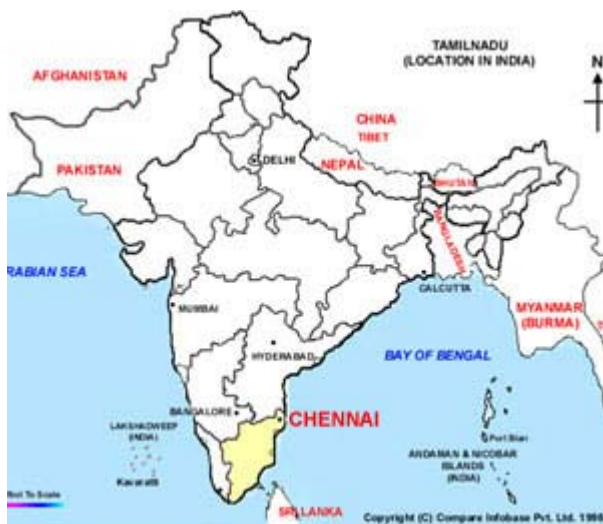 TAMILNADU
(LOCATION IN INDIA)
N
AFGHANISTAN
CHINA
TIBET
DELHI
NEPAL
PAKISTAN
BHUTAN
BANGLADESH
RABIAN SEA
CALCUTTA
MUMBAI
MYANMAR
(BURMA)
HYDERABAD
BAY OF BENGAL
BANGALORE
CHENNAI
LAKSHADWEEP
(INDIA)
Port Blair
Kavaratti
ANDAMAN & NICOBAR
ISLANDS
(INDIA)
Not To Scale
SRI LANKA
Copyright (C) Compare Infobase Pvt. Ltd. 1998